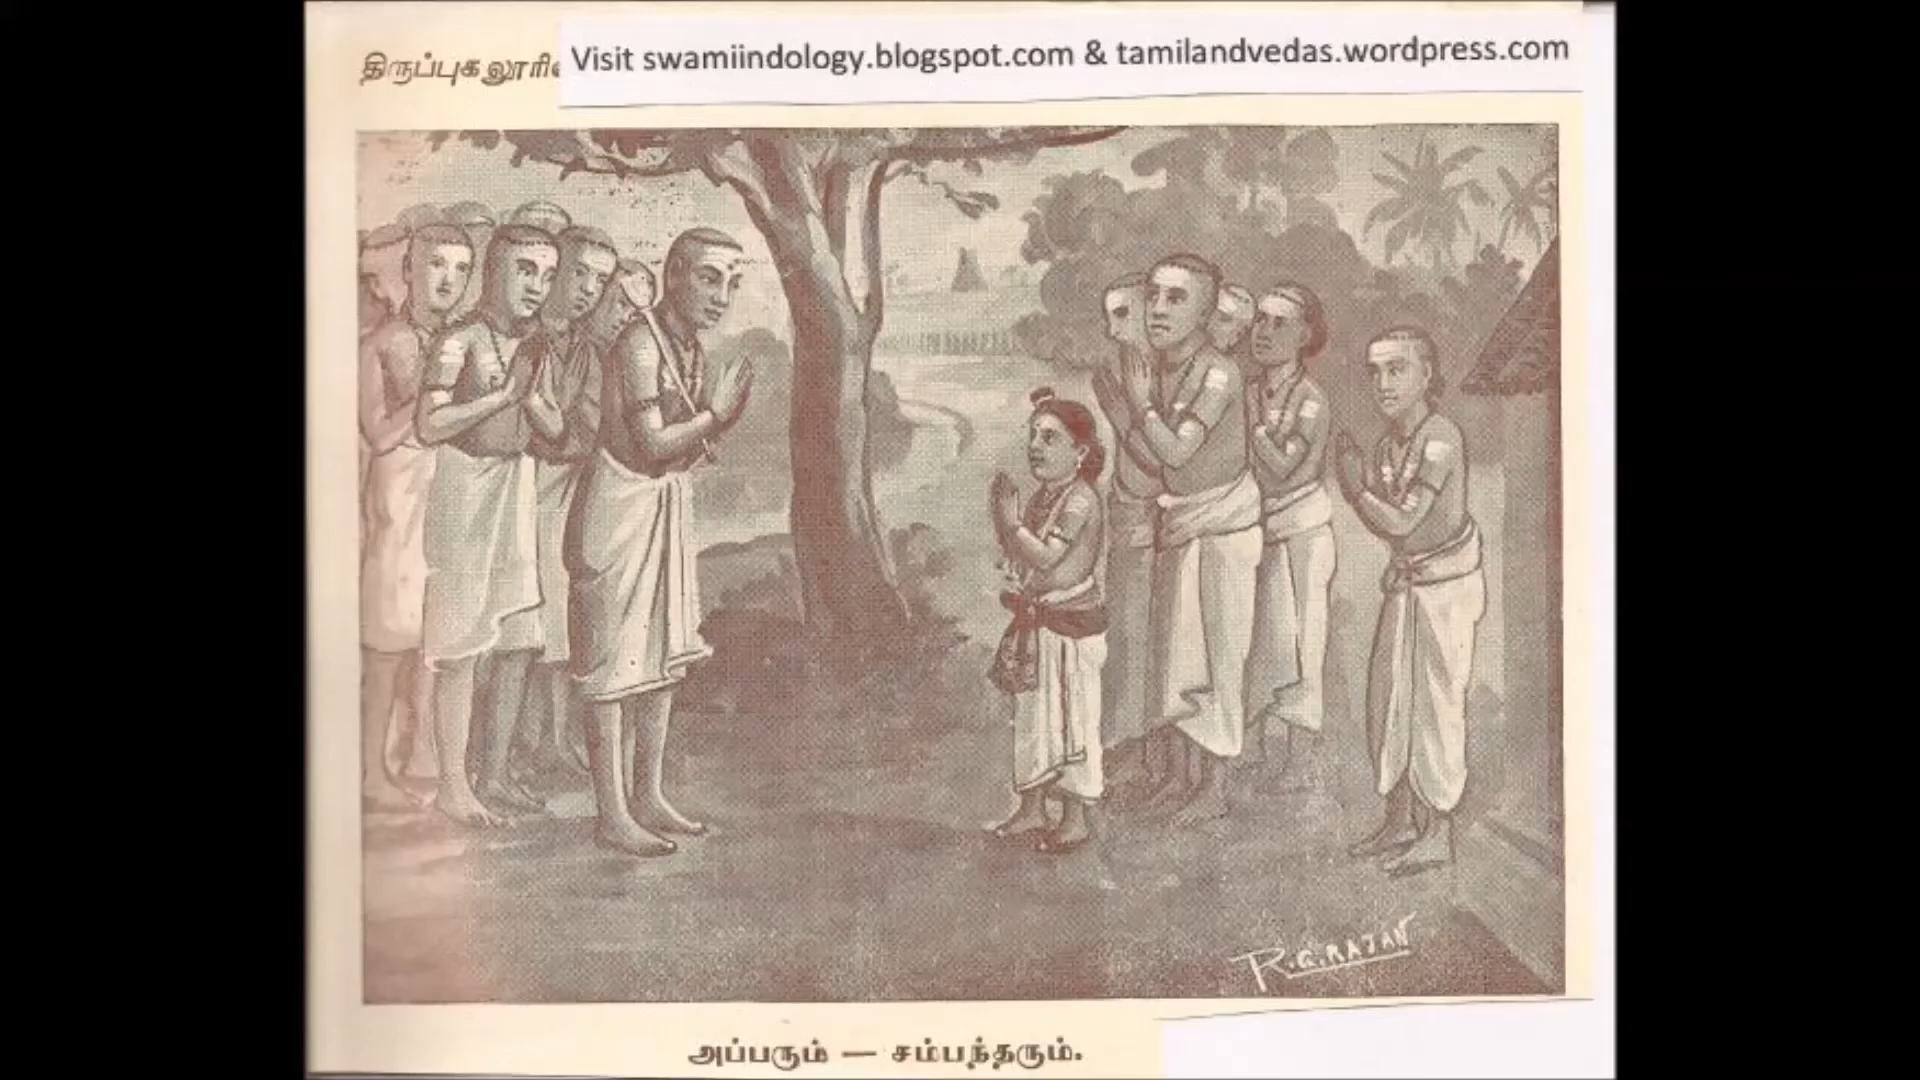 திருப்புகலூரி
Visit swamiindology.blogspot.com & tamilandvedas.wordpress.com
R.G.RAJAN
அப்பரும் — சம்பந்தரும்.